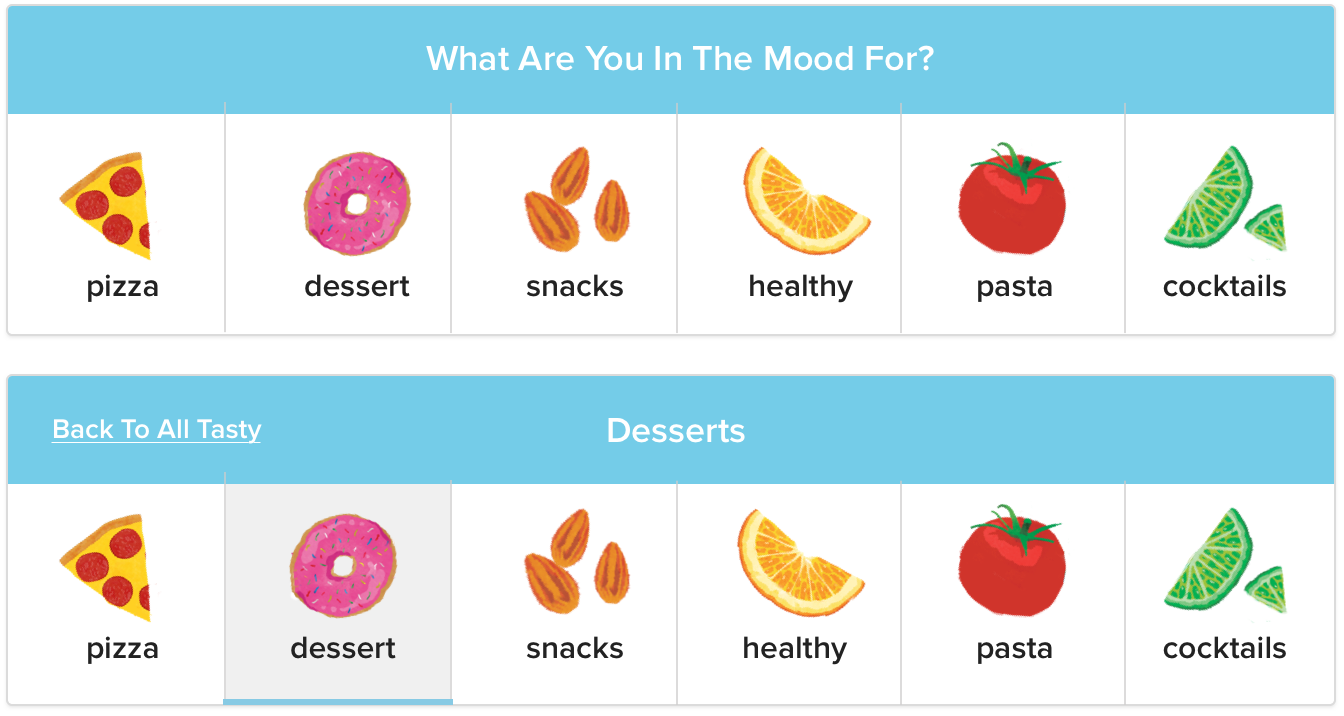 What Are You In The Mood For?
pizza
dessert
snacks
healthy
pasta
cocktails
Back To All Tasty
Desserts
pizza
dessert
snacks
healthy
pasta
cocktails